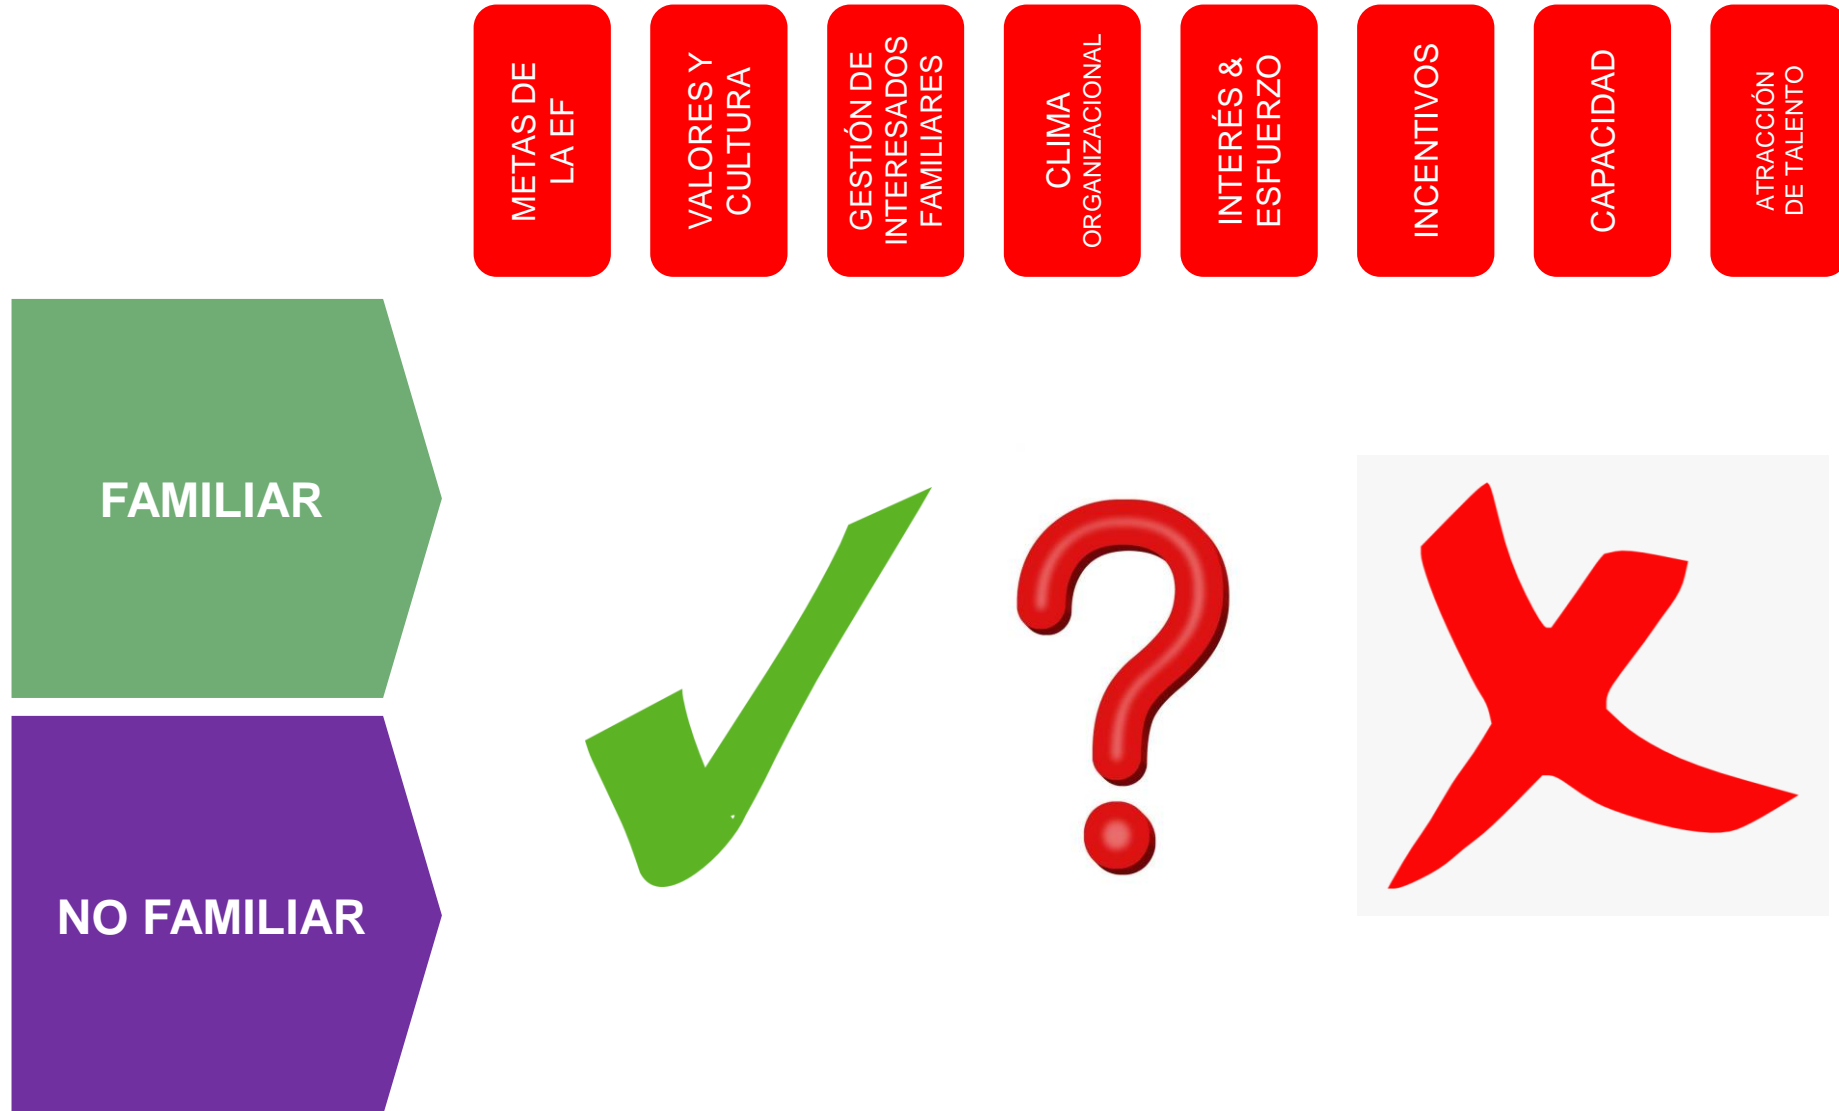 METAS DE
LA EF
VALORES Y
CULTURA
GESTIÓN DE
INTERESADOS
FAMILIARES
CLIMA
ORGANIZACIONAL
INTERÉS &
ESFUERZO
INCENTIVOS
CAPACIDAD
ATRACCIÓN
DE TALENTO
FAMILIAR
NO FAMILIAR